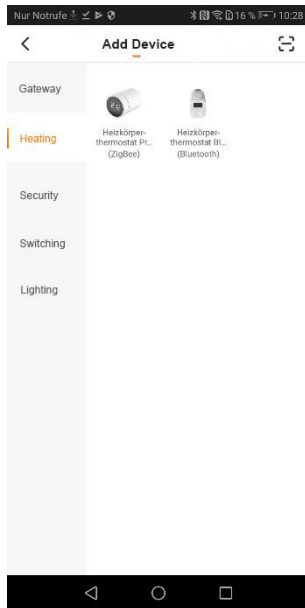 Nur Notrufe 16 % 10:28
Add Device
Gateway
Heating
Security
Switching
Lighting
Heizkörper-
thermostat Pr...
(ZigBee)
Heizkörper-
thermostat Bl...
(Bluetooth)